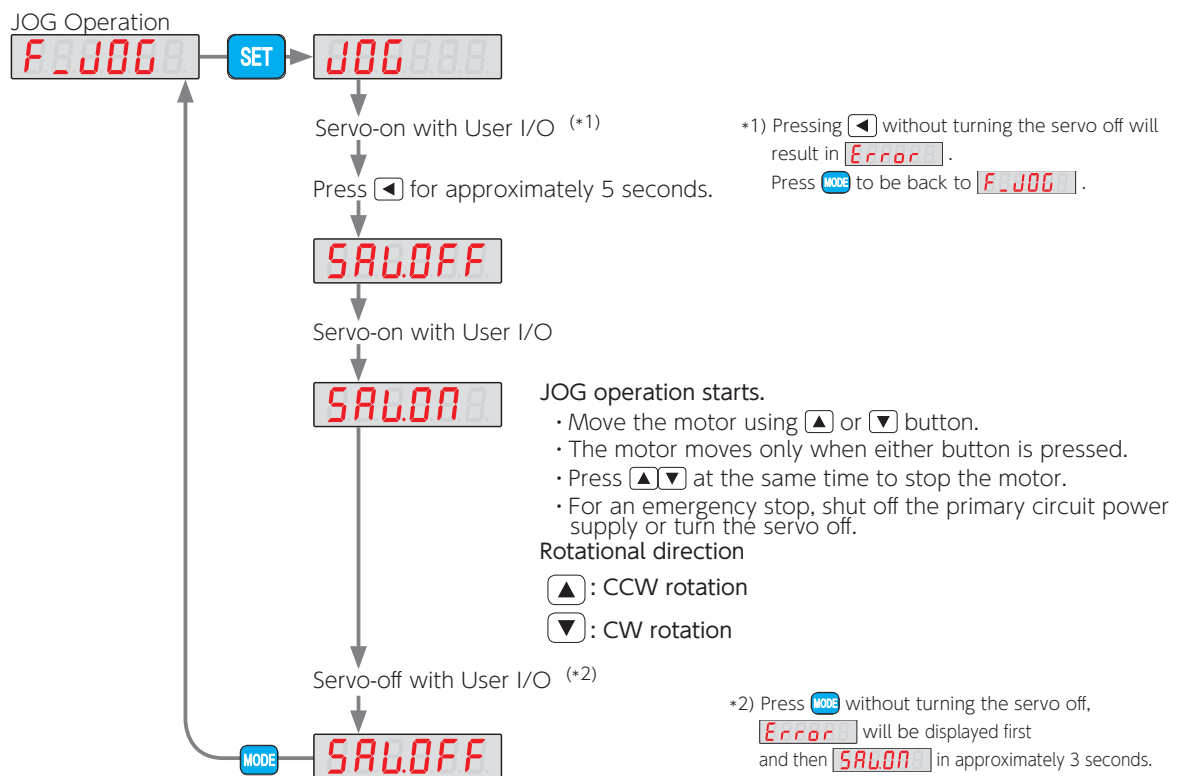 JOG Operation
F_JOG SET JOG
Servo-on with User I/O (*1)
Press ◀ for approximately 5 seconds.
*1) Pressing ◀ without turning the servo off will
result in Error .
Press MODE to be back to F_JOG .
SRV.OFF
Servo-on with User I/O
SRV.ON
JOG operation starts.
・Move the motor using ▲ or ▼ button.
・The motor moves only when either button is pressed.
・Press ▲▼ at the same time to stop the motor.
・For an emergency stop, shut off the primary circuit power
supply or turn the servo off.
Rotational direction
▲ : CCW rotation
▼ : CW rotation
Servo-off with User I/O (*2)
MODE SRV.OFF
*2) Press MODE without turning the servo off,
Error will be displayed first
and then SRV.ON in approximately 3 seconds.